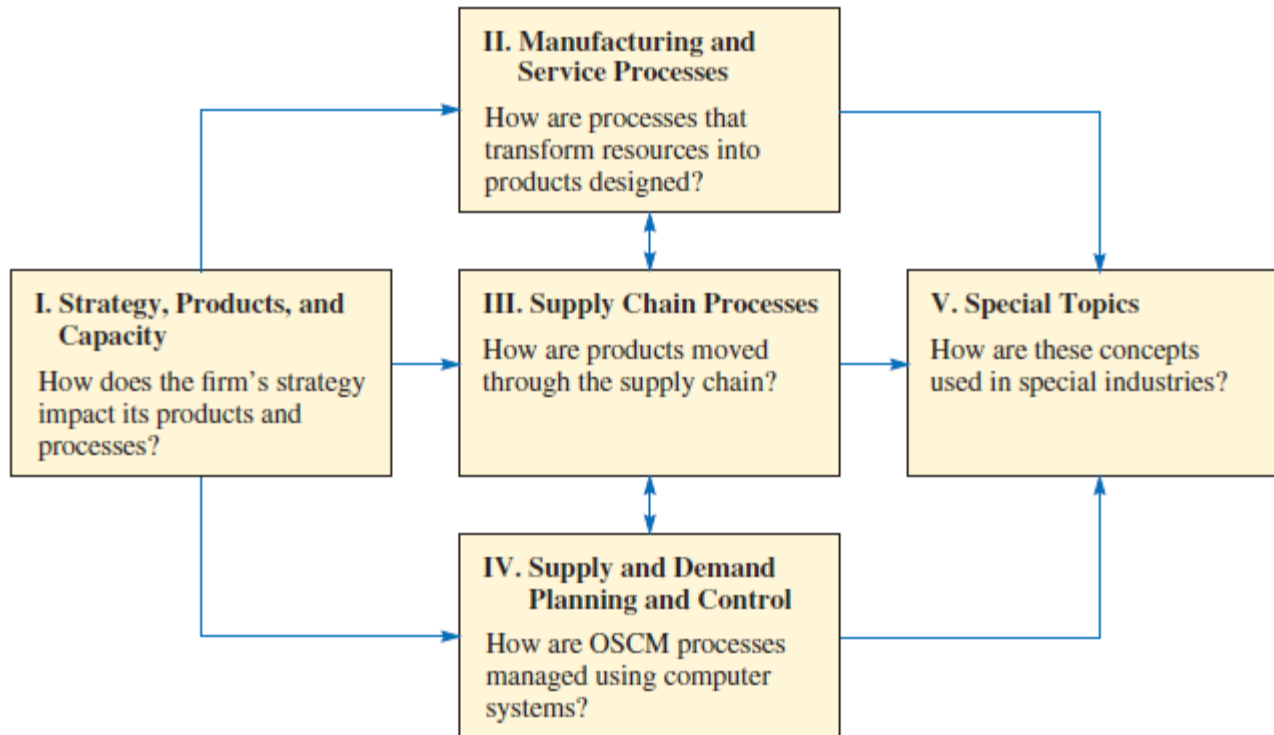 II. Manufacturing and
Service Processes
How are processes that
transform resources into
products designed?
I. Strategy, Products, and
Capacity
How does the firm's strategy
impact its products and
processes?
III. Supply Chain Processes
How are products moved
through the supply chain?
V. Special Topics
How are these concepts
used in special industries?
IV. Supply and Demand
Planning and Control
How are OSCM processes
managed using computer
systems?